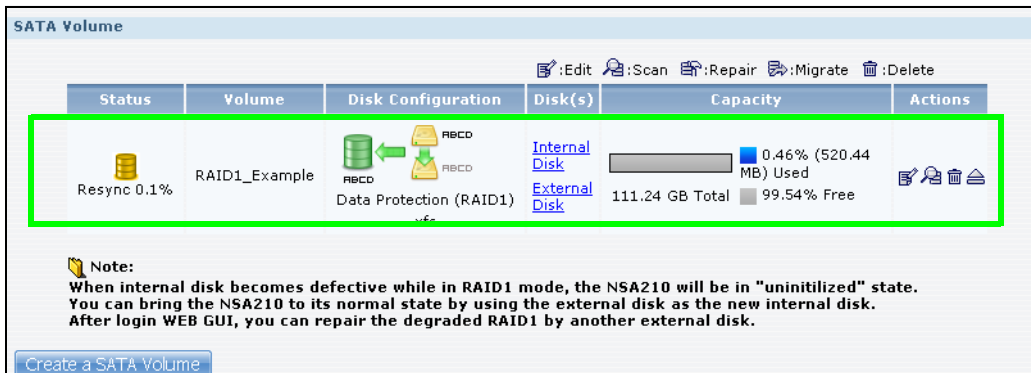 SATA Volume
:Edit :Scan :Repair :Migrate :Delete
Status Volume Disk Configuration Disk(s) Capacity Actions
ABCD
ABCD
ABCD
Resync 0.1%
RAID1_Example
Data Protection (RAID1)
xfs
Internal
Disk
External
Disk
111.24 GB Total
0.46% (520.44
MB) Used
99.54% Free
Note:
When internal disk becomes defective while in RAID1 mode, the NSA210 will be in "uninitilized" state.
You can bring the NSA210 to its normal state by using the external disk as the new internal disk.
After login WEB GUI, you can repair the degraded RAID1 by another external disk.
Create a SATA Volume